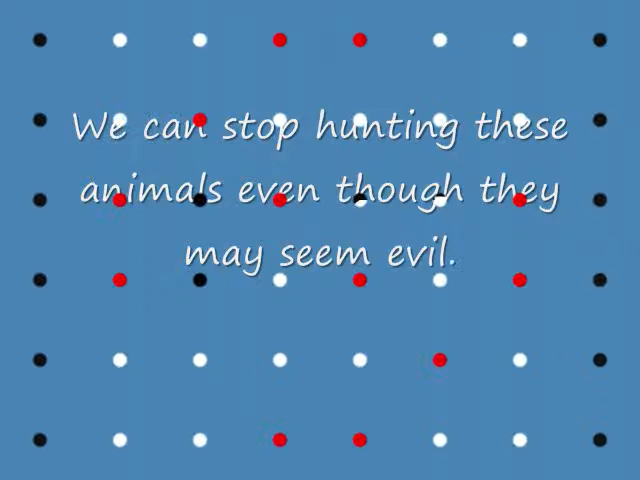 We can stop hunting these
animals even though they
may seem evil.